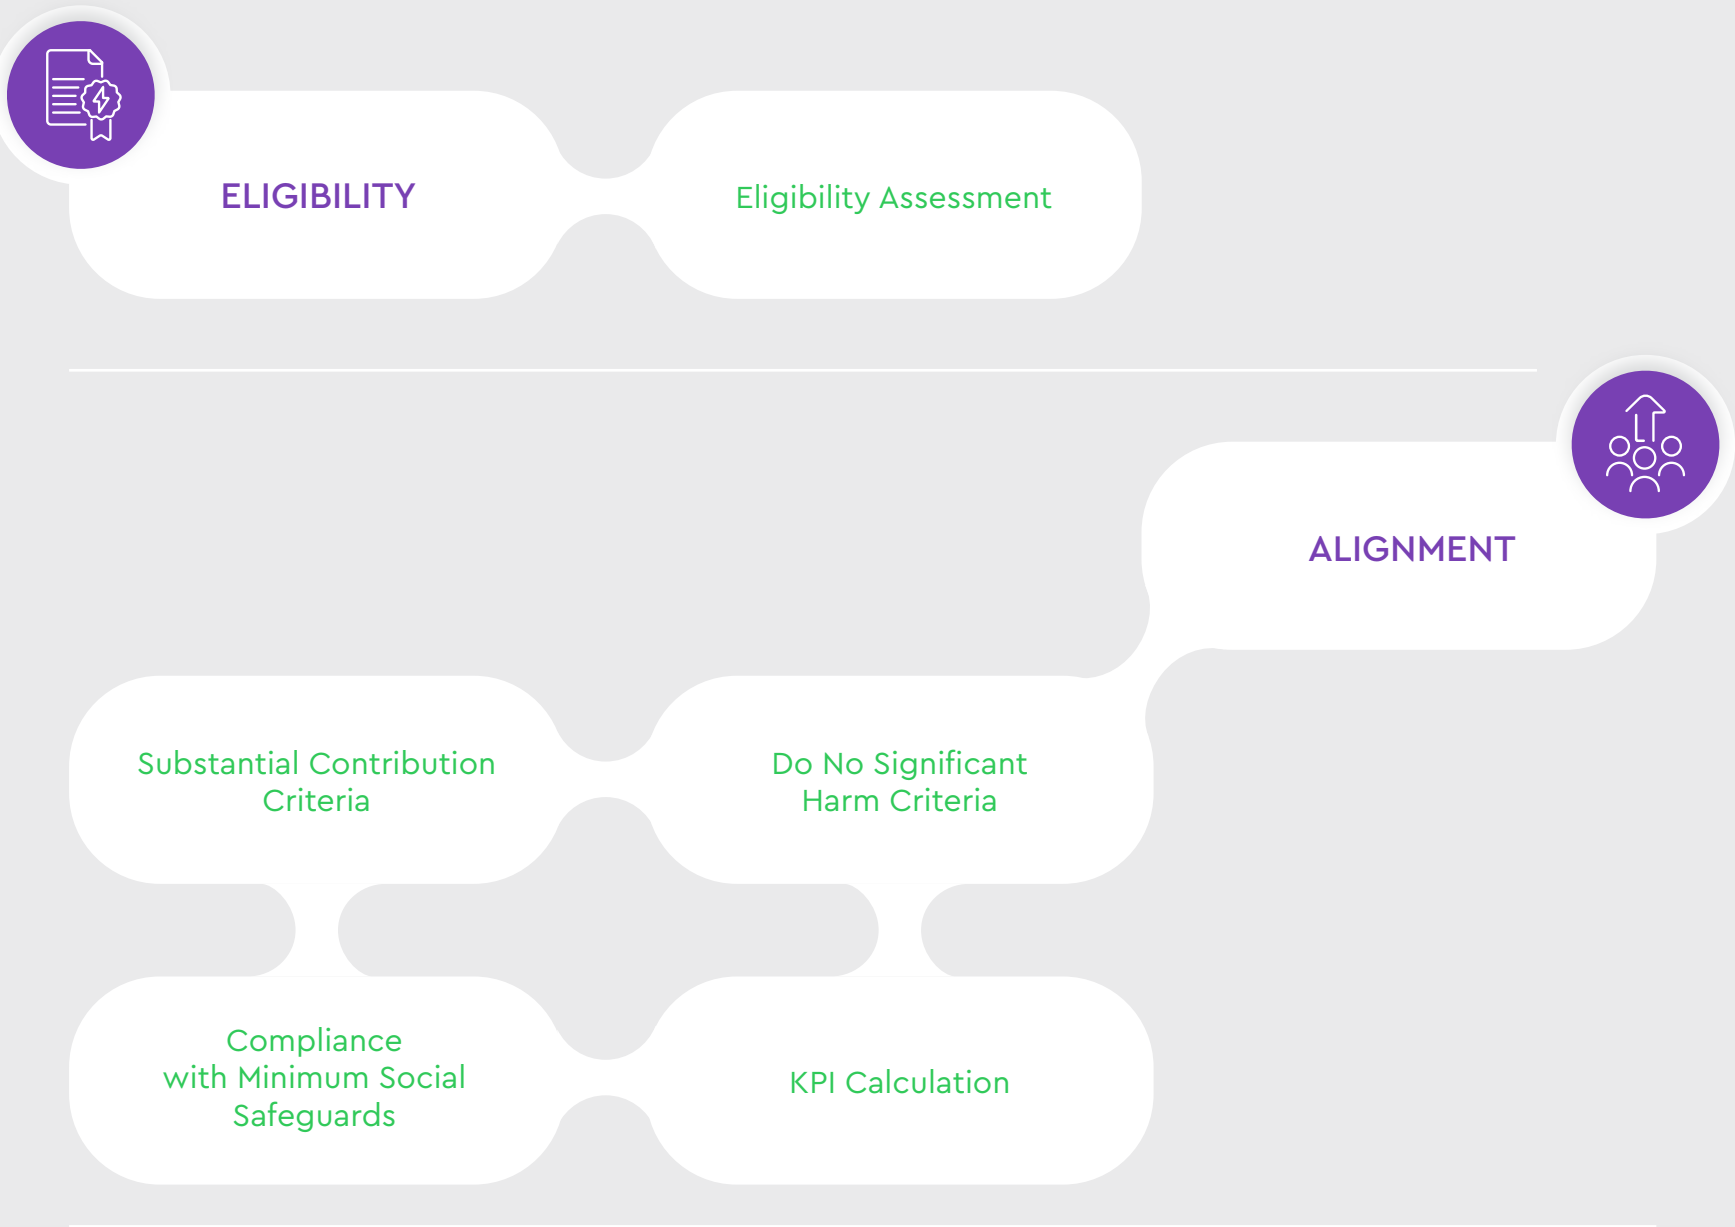 ELIGIBILITY
Eligibility Assessment
ALIGNMENT
Substantial Contribution
Criteria
Do No Significant
Harm Criteria
Compliance
with Minimum Social
Safeguards
KPI Calculation